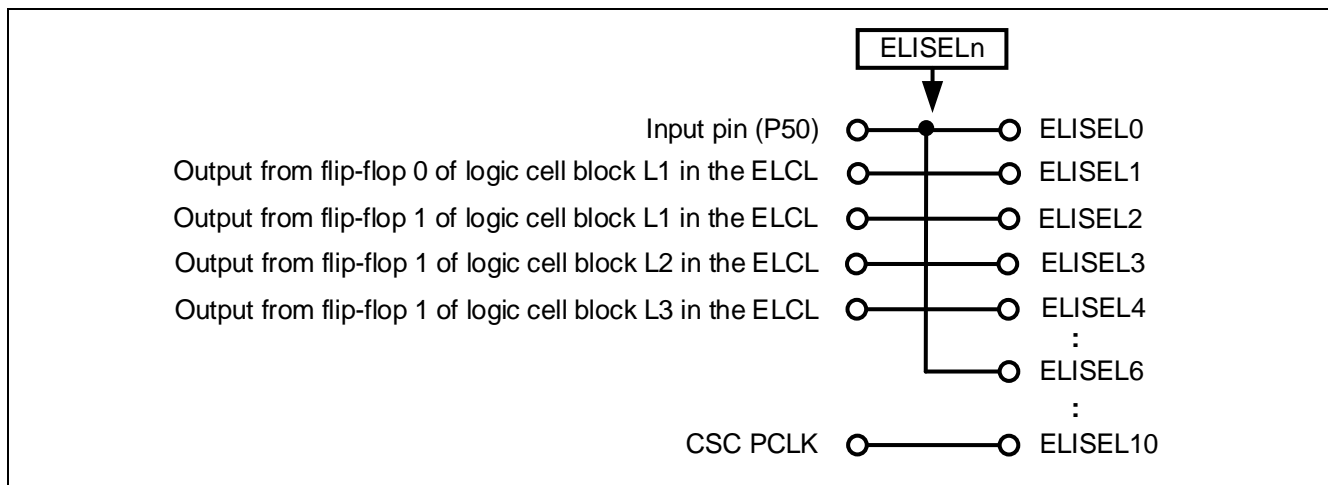 ELISELn
Input pin (P50) ELISEL0
Output from flip-flop 0 of logic cell block L1 in the ELCL ELISEL1
Output from flip-flop 1 of logic cell block L1 in the ELCL ELISEL2
Output from flip-flop 1 of logic cell block L2 in the ELCL ELISEL3
Output from flip-flop 1 of logic cell block L3 in the ELCL ELISEL4
:
ELISEL6
:
CSC PCLK ELISEL10